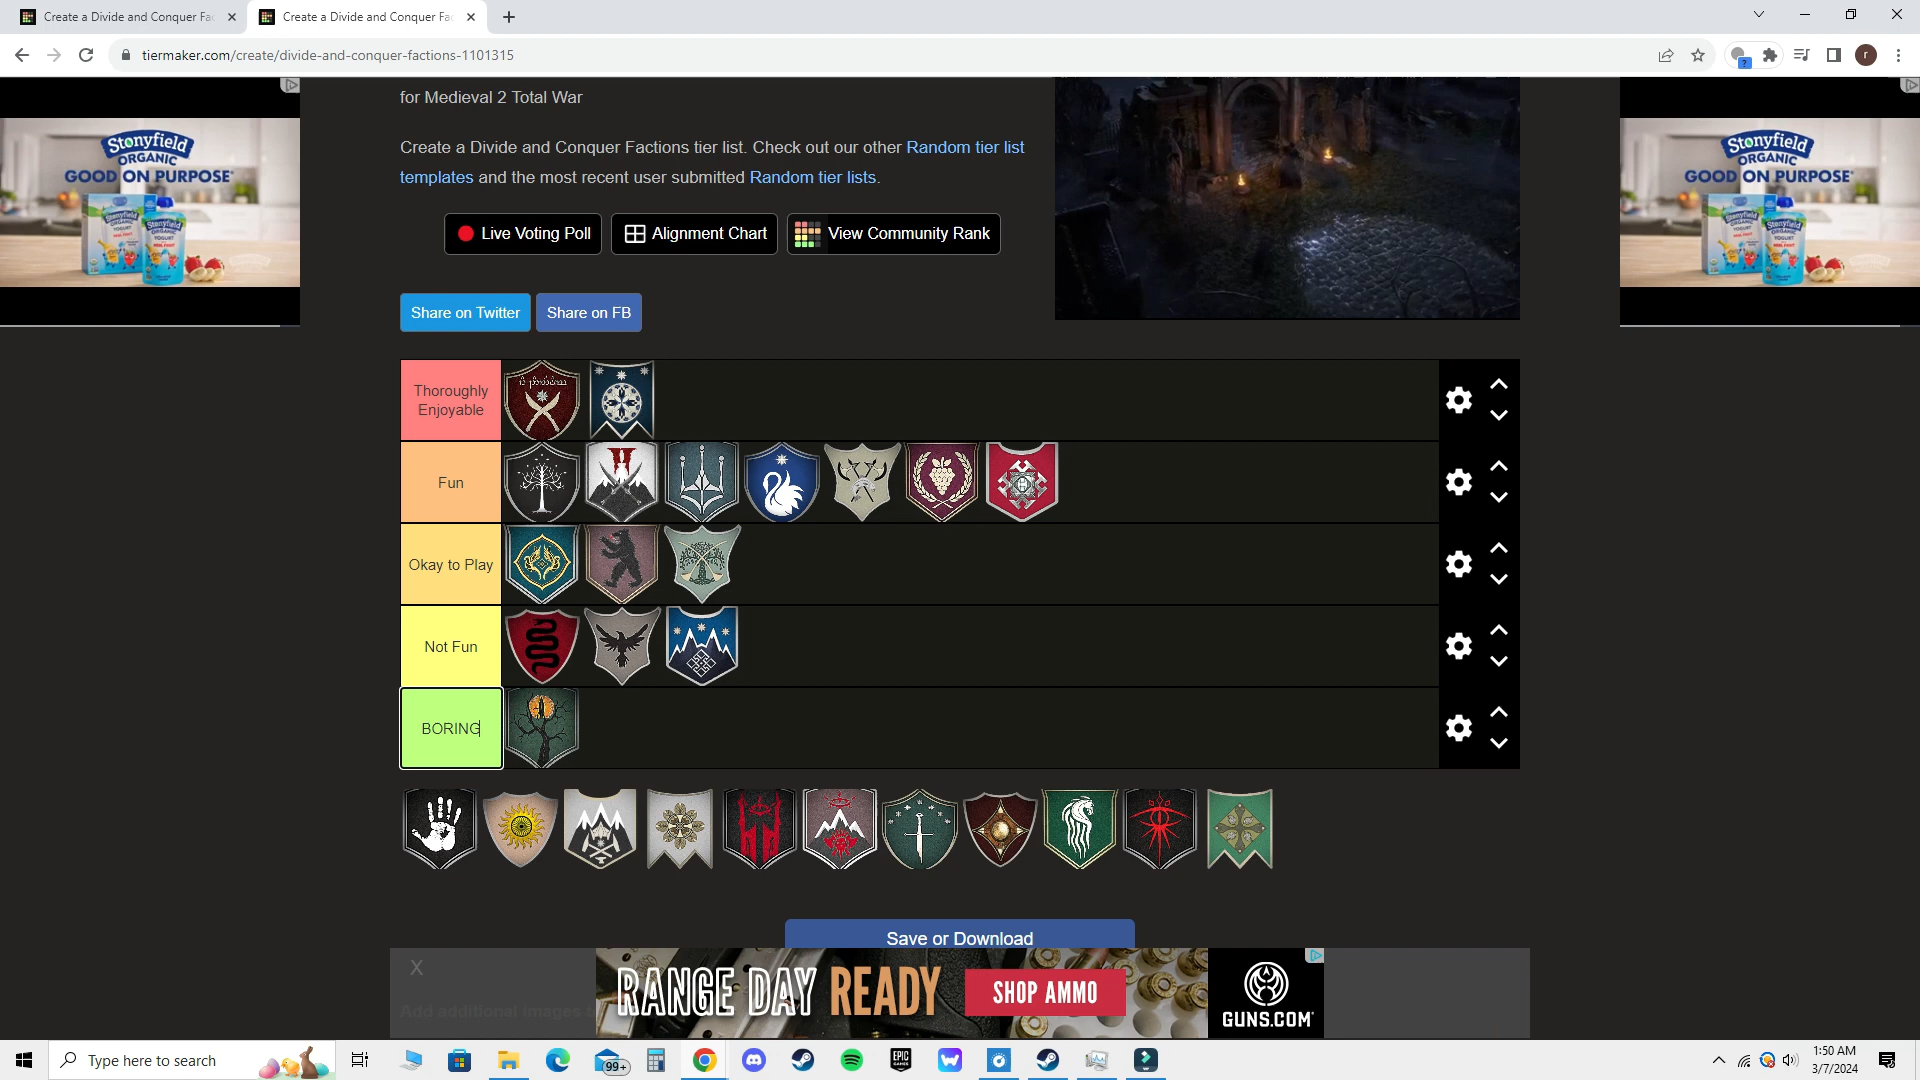 Create a Divide and Conquer Fa
Create a Divide and Conquer Fa
tiermaker.com/create/divide-and-conquer-factions-1101315
r
for Medieval 2 Total War
Create a Divide and Conquer Factions tier list. Check out our other Random tier list
templates and the most recent user submitted Random tier lists.
Live Voting Poll
Alignment Chart
View Community Rank
Share on Twitter
Share on FB
Stonyfield
ORGANIC
GOOD ON PURPOSE
Stonyfield
ORGANIC
GOOD ON PURPOSE
Thoroughly
Enjoyable
Fun
Okay to Play
Not Fun
BORING
Save or Download
X
Add additional images t
RANGE DAY READY
SHOP AMMO
GUNS.COM
Type here to search
99+
EPIC
GAMES
1:50 AM
3/7/2024